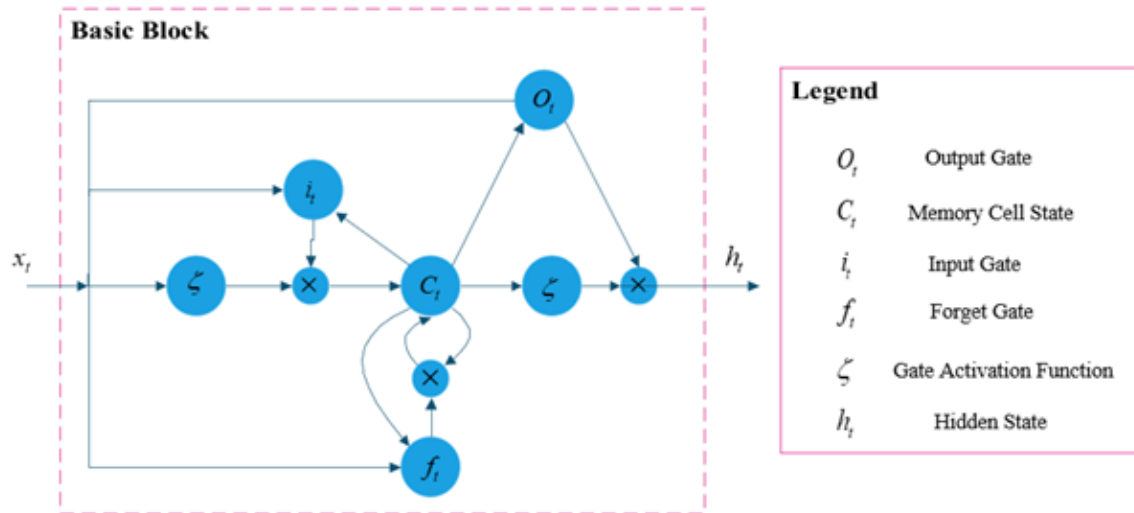 Basic Block
O_t
i_t
x_t
ζ
×
C_t
ζ
×
h_t
×
f_t
Legend
O_t Output Gate
C_t Memory Cell State
i_t Input Gate
f_t Forget Gate
ζ Gate Activation Function
h_t Hidden State